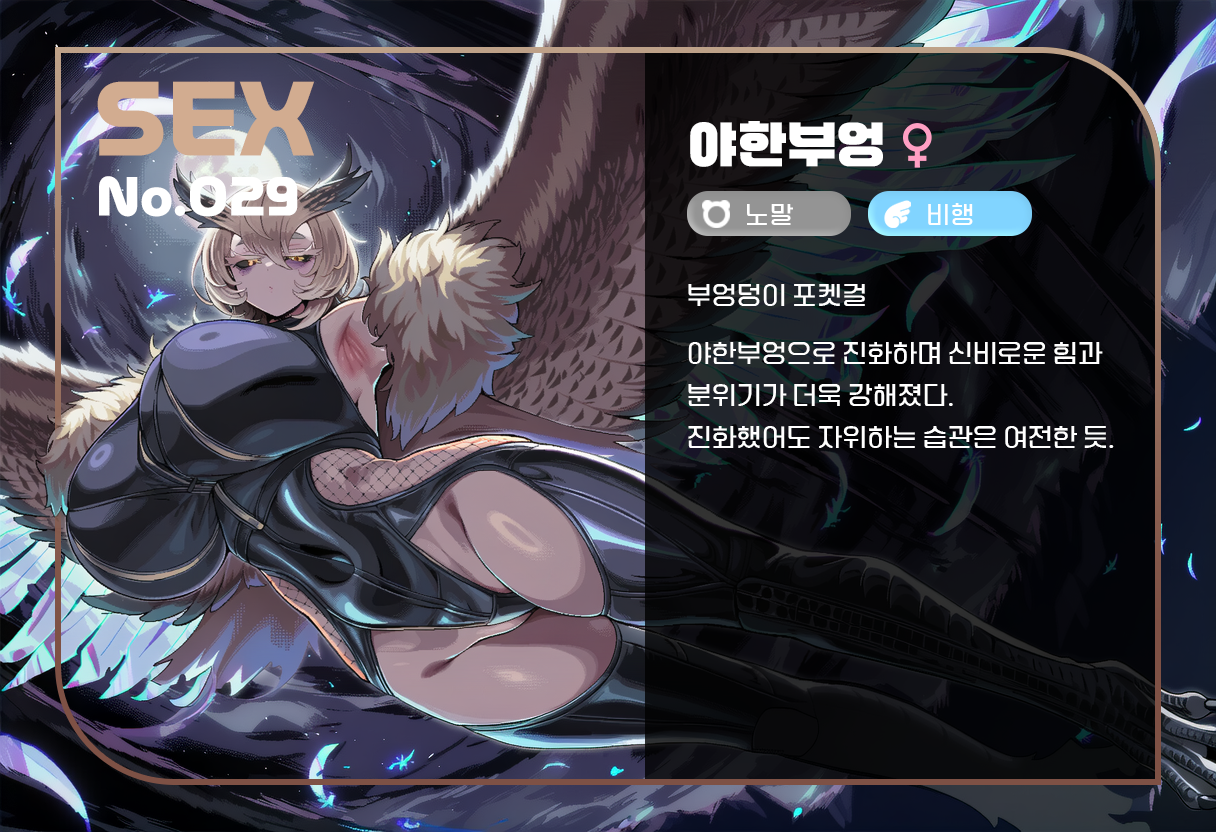 SEX
No.029
야한부엉 ♀
노말 비행
부엉덩이 포켓걸
야한부엉으로 진화하며 신비로운 힘과
분위기가 더욱 강해졌다.
진화했어도 자위하는 습관은 여전한 듯.